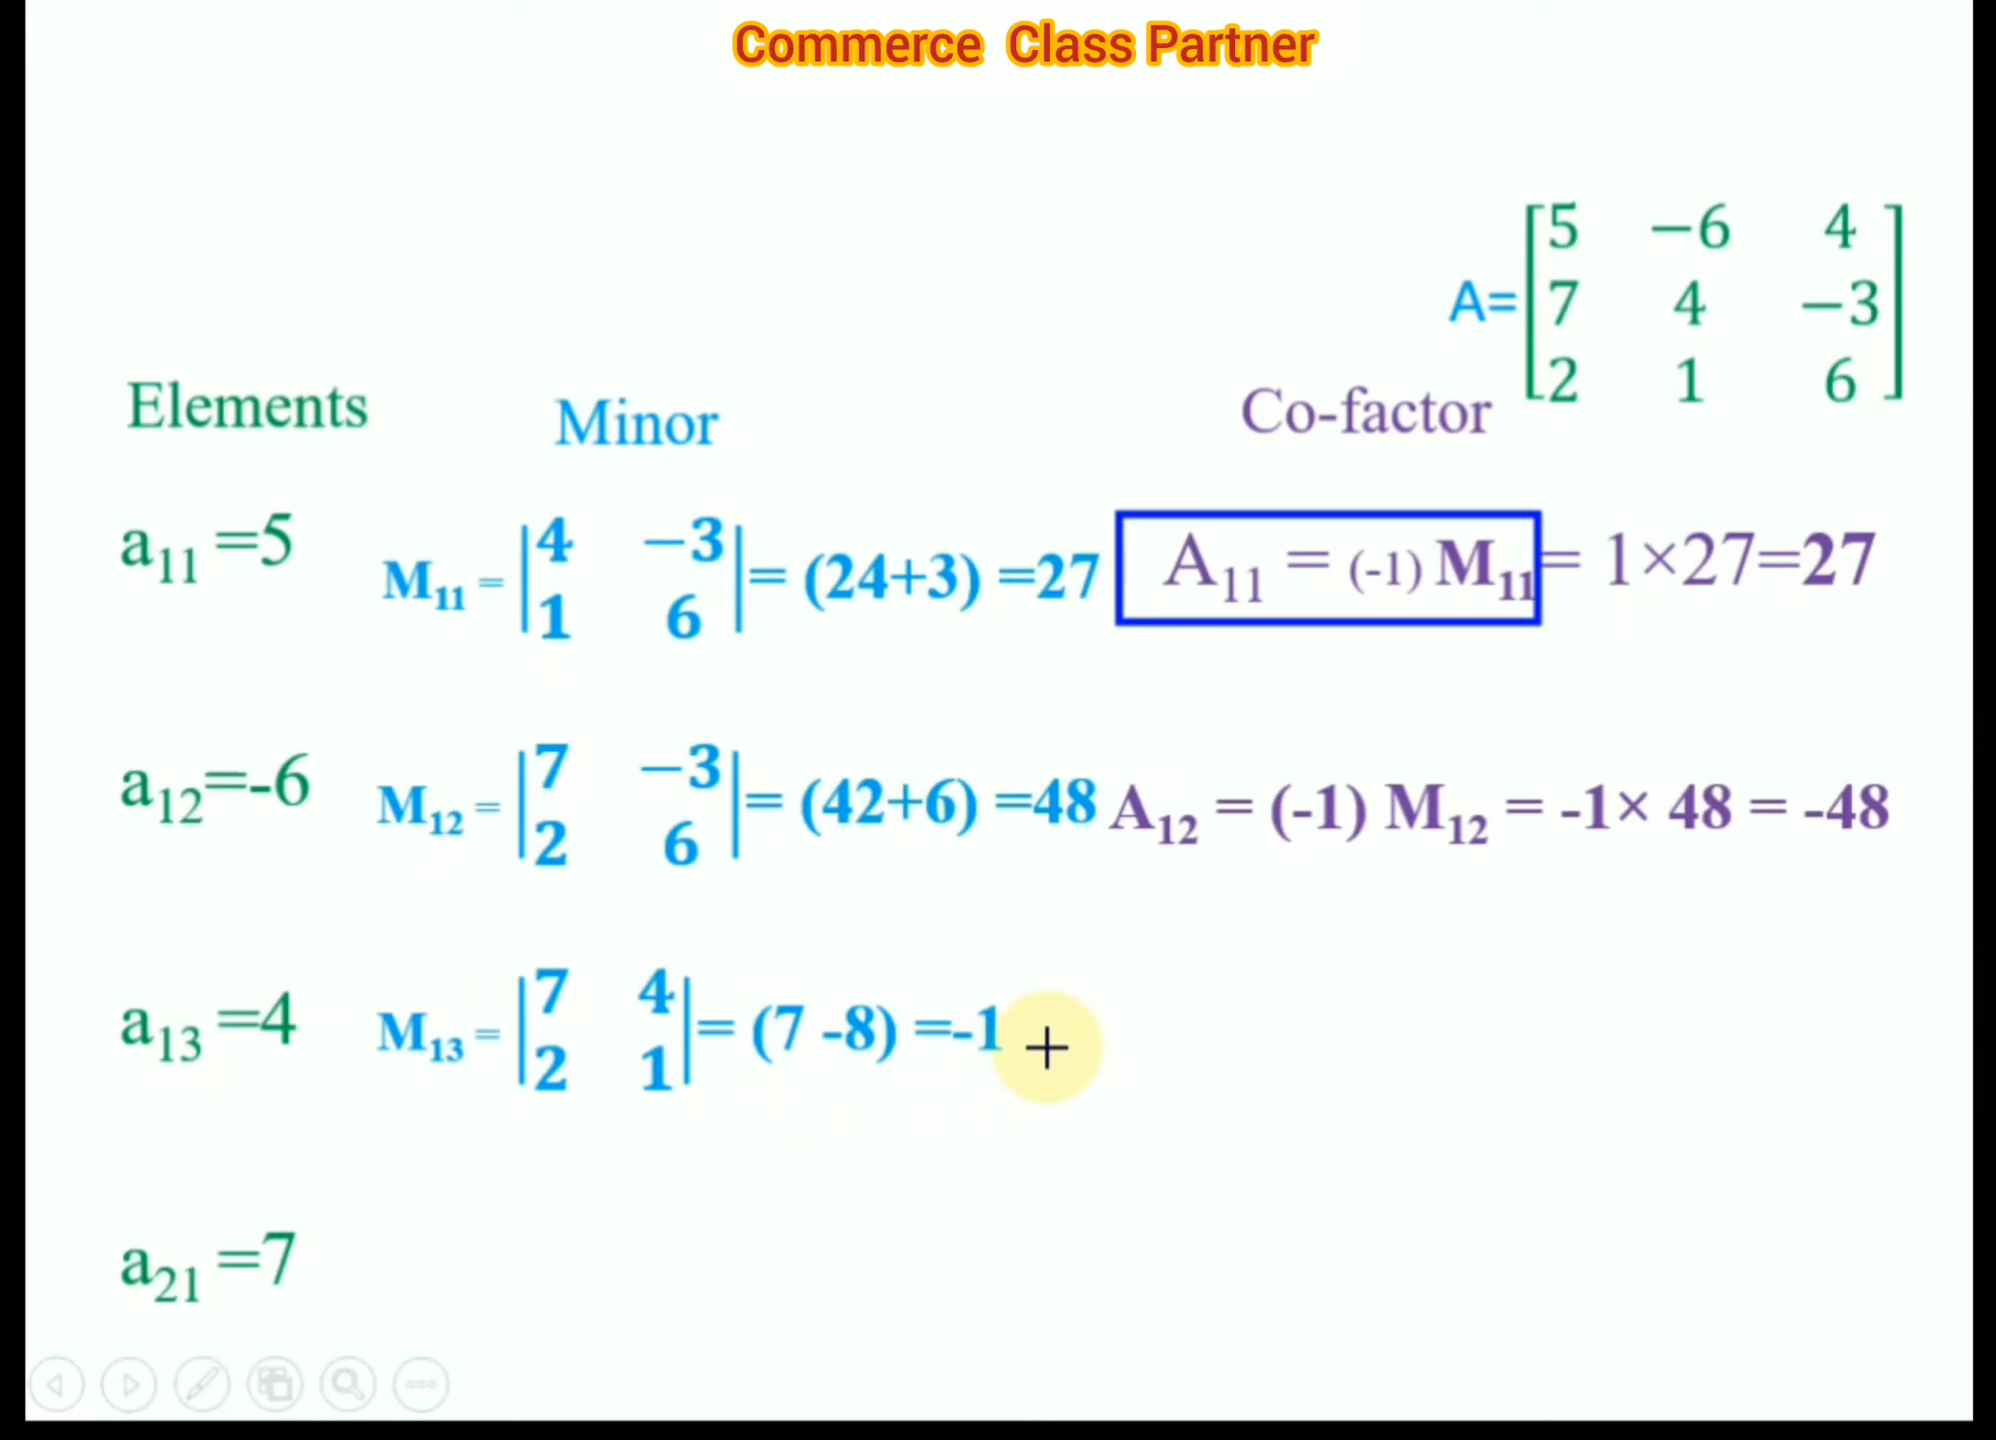 Commerce Class Partner
A= [5 −6 4
7 4 −3
2 1 6]
Elements Minor Co-factor
a₁₁ =5 M₁₁ = |4 −3
1 6| = (24+3) =27 A₁₁ = (-1) M₁₁ = 1×27=27
a₁₂=-6 M₁₂ = |7 −3
2 6| = (42+6) =48 A₁₂ = (-1) M₁₂ = -1× 48 = -48
a₁₃ =4 M₁₃ = |7 4
2 1| = (7 -8) =-1
a₂₁ =7